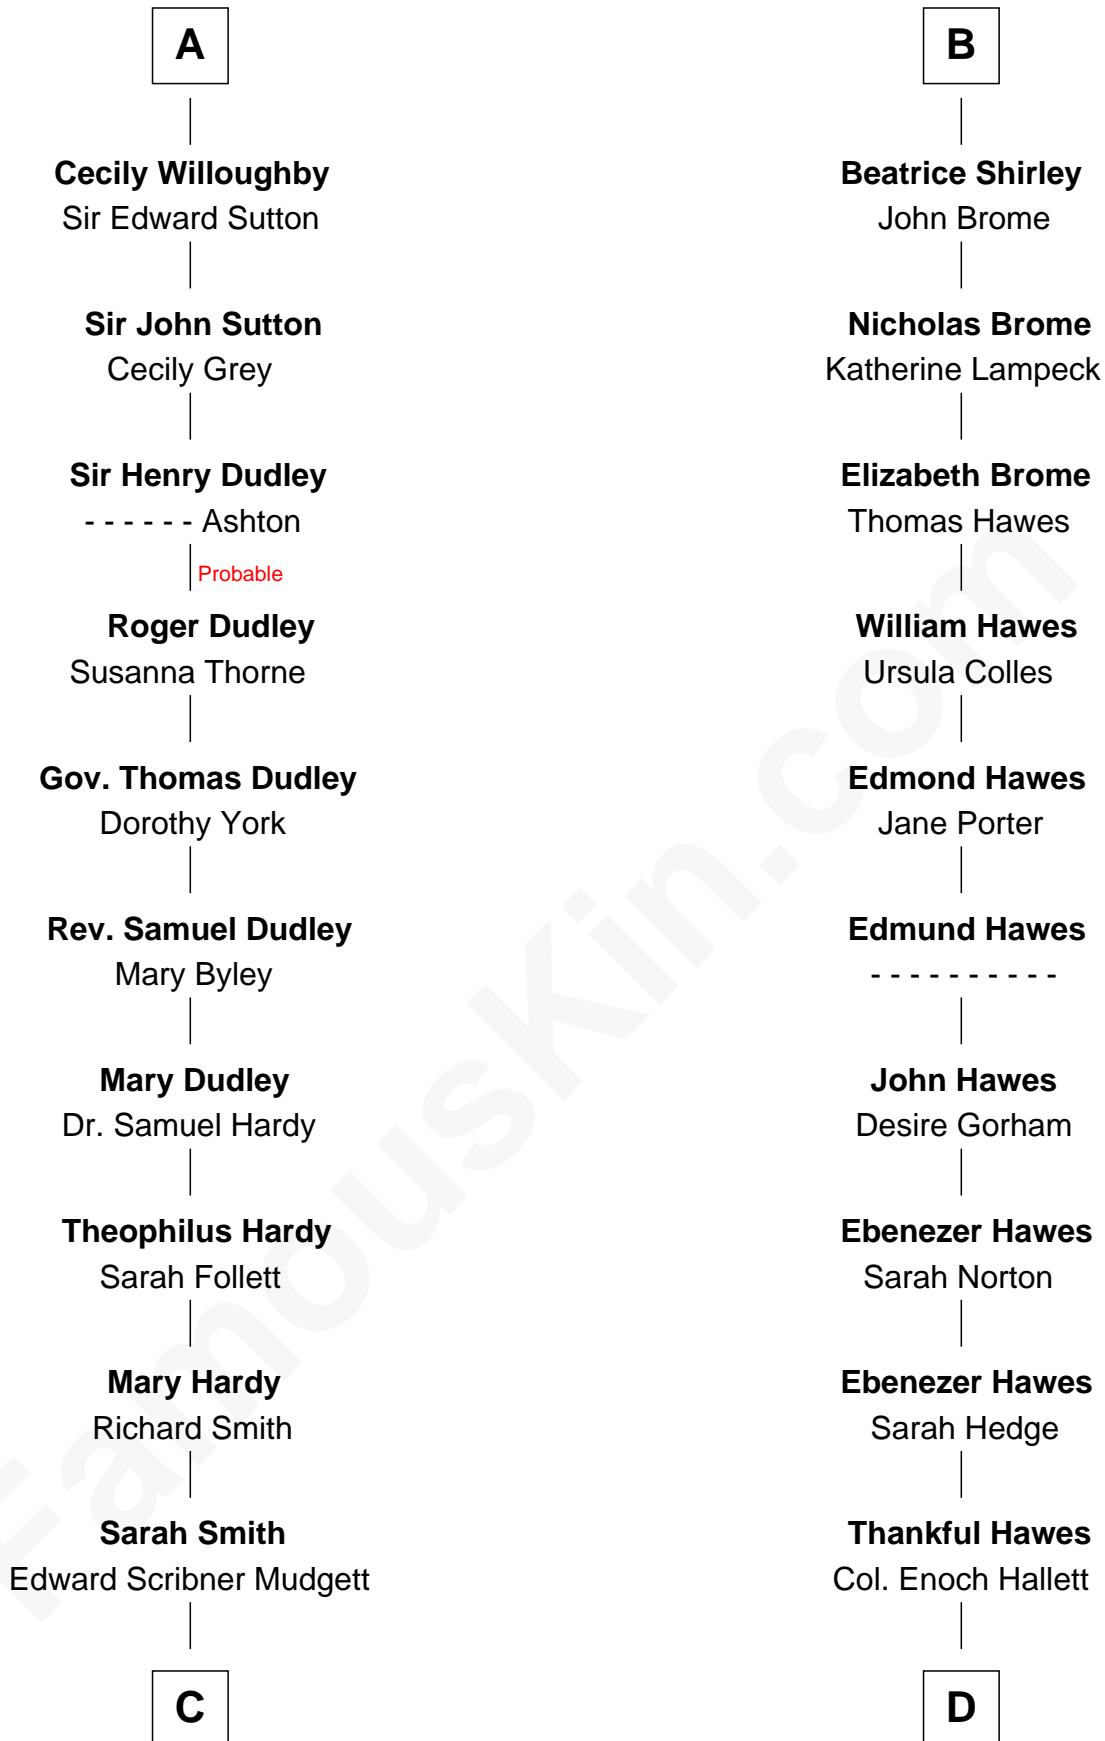 A
Cecily Willoughby
Sir Edward Sutton
Sir John Sutton
Cecily Grey
Sir Henry Dudley
- - - - - - Ashton
Probable
Roger Dudley
Susanna Thorne
Gov. Thomas Dudley
Dorothy York
Rev. Samuel Dudley
Mary Byley
Mary Dudley
Dr. Samuel Hardy
Theophilus Hardy
Sarah Follett
Mary Hardy
Richard Smith
Sarah Smith
Edward Scribner Mudgett
C
B
Beatrice Shirley
John Brome
Nicholas Brome
Katherine Lampeck
Elizabeth Brome
Thomas Hawes
William Hawes
Ursula Colles
Edmond Hawes
Jane Porter
Edmund Hawes
- - - - - - - - - -
John Hawes
Desire Gorham
Ebenezer Hawes
Sarah Norton
Ebenezer Hawes
Sarah Hedge
Thankful Hawes
Col. Enoch Hallett
D
FamousKin.com